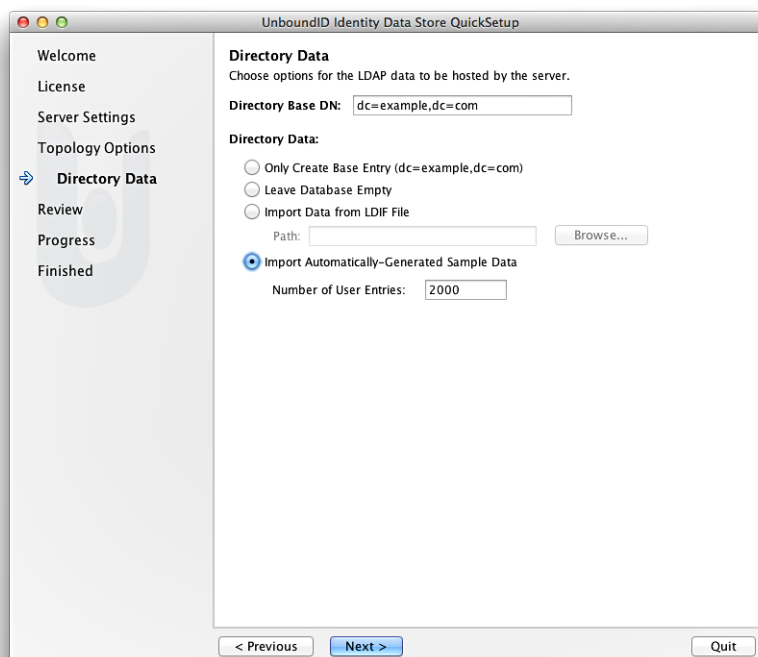 UnboundID Identity Data Store QuickSetup
Welcome
License
Server Settings
Topology Options
Directory Data
Review
Progress
Finished
Directory Data
Choose options for the LDAP data to be hosted by the server.
Directory Base DN: dc=example,dc=com
Directory Data:
Only Create Base Entry (dc=example,dc=com)
Leave Database Empty
Import Data from LDIF File
Path: Browse...
Import Automatically-Generated Sample Data
Number of User Entries: 2000
< Previous Next > Quit